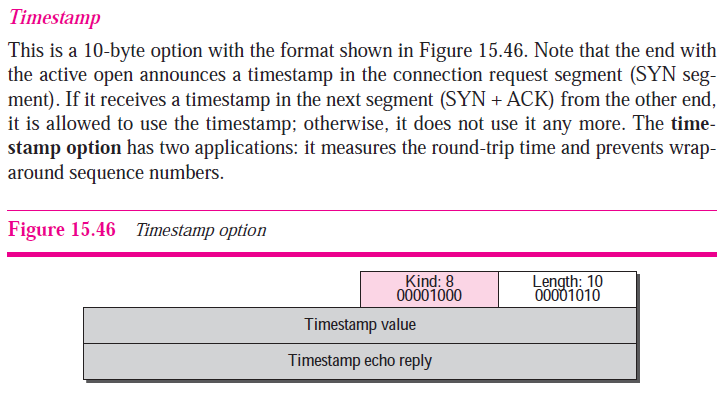 Timestamp
This is a 10-byte option with the format shown in Figure 15.46. Note that the end with
the active open announces a timestamp in the connection request segment (SYN seg-
ment). If it receives a timestamp in the next segment (SYN + ACK) from the other end,
it is allowed to use the timestamp; otherwise, it does not use it any more. The time-
stamp option has two applications: it measures the round-trip time and prevents wrap-
around sequence numbers.
Figure 15.46 Timestamp option
Kind: 8 Length: 10
00001000 00001010
Timestamp value
Timestamp echo reply